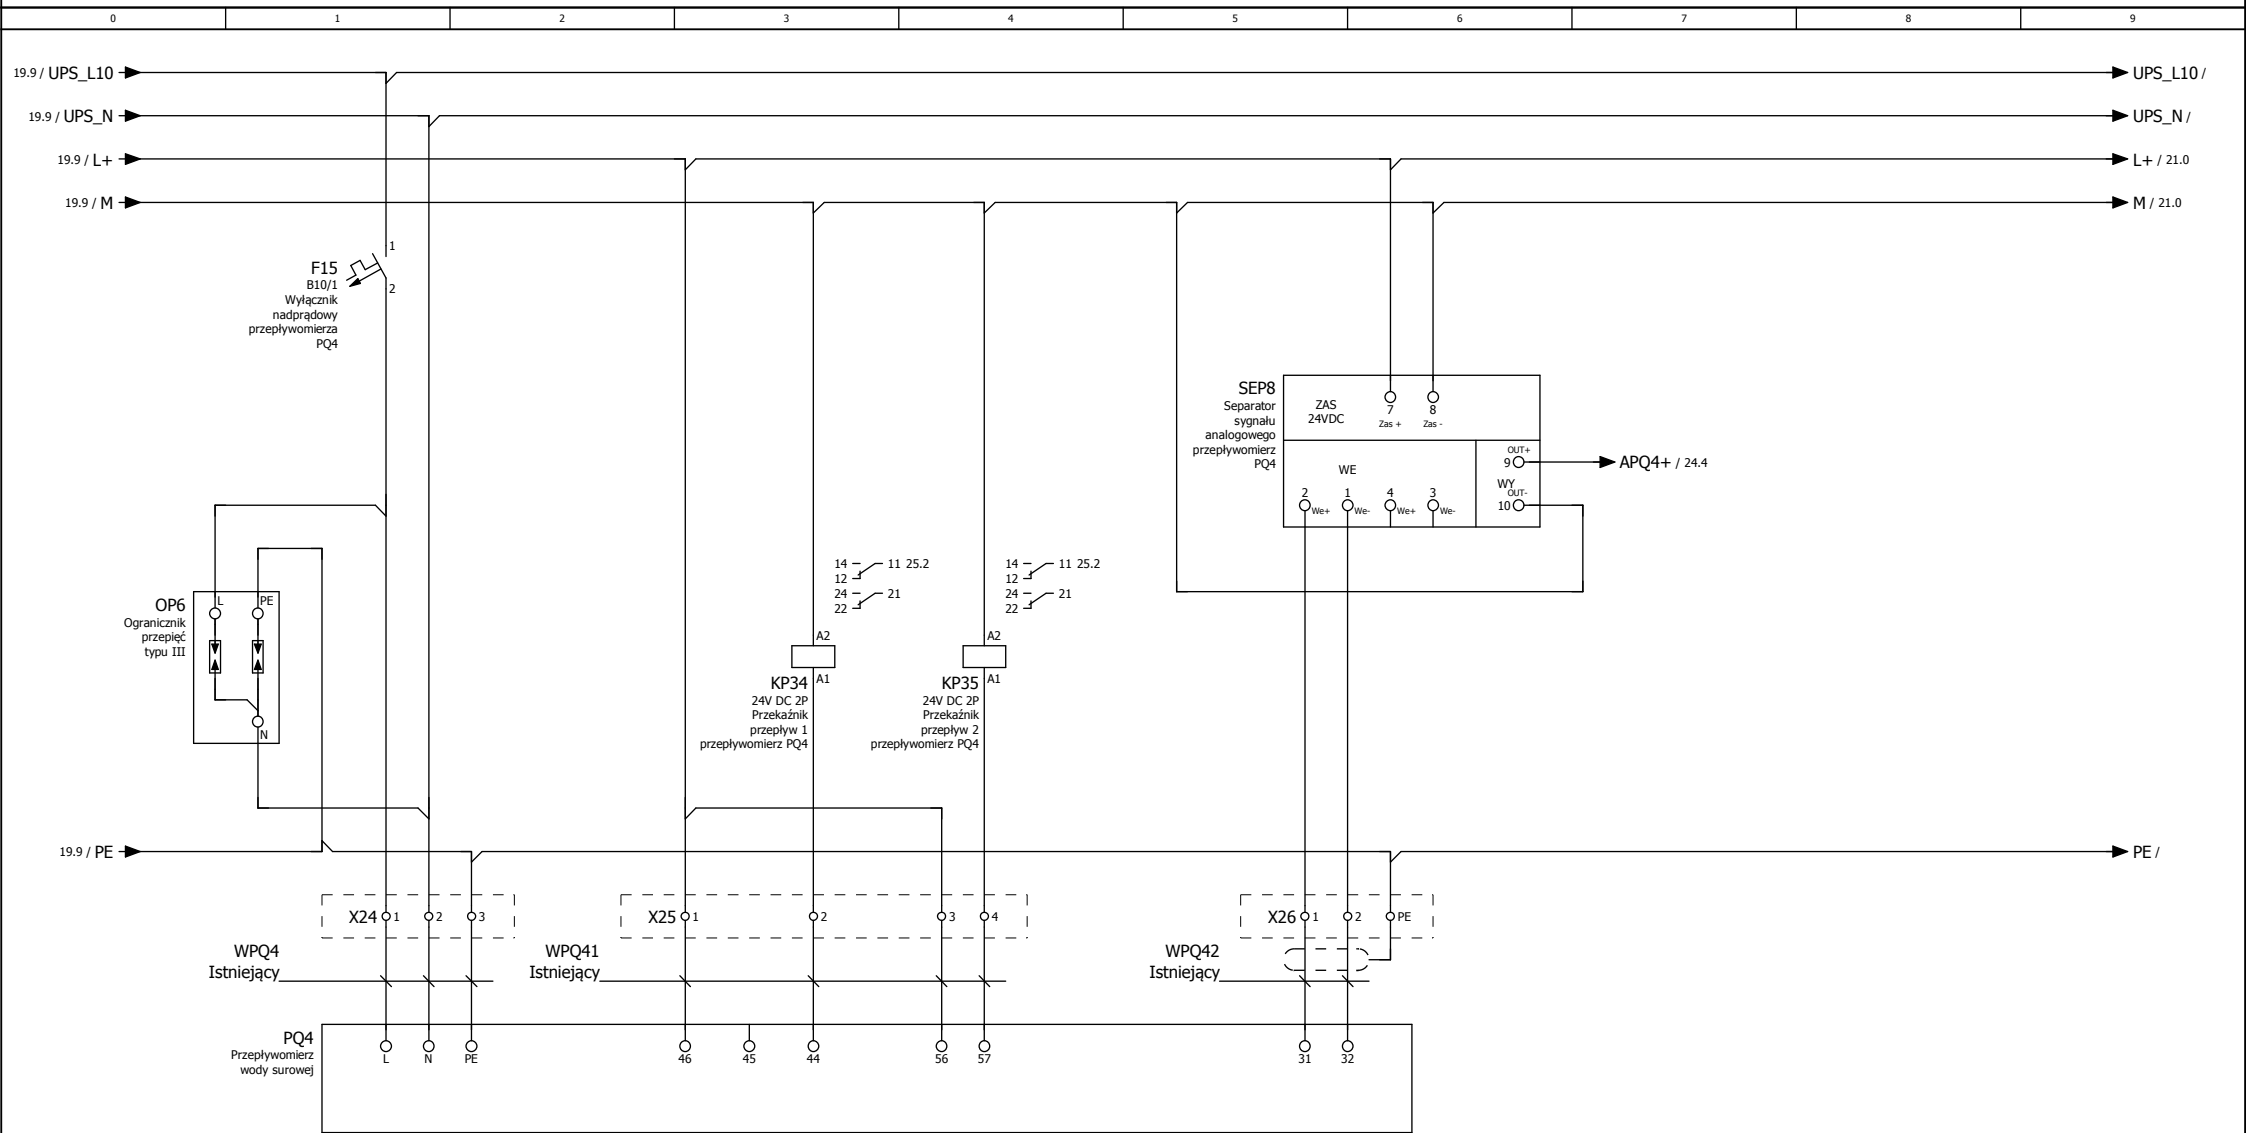 0 1 2 3 4 5 6 7 8 9
19.9 / UPS_L10
UPS_L10 /
19.9 / UPS_N
UPS_N /
19.9 / L+
L+ / 21.0
19.9 / M
M / 21.0
1
2
F15
B10/1
Wyłącznik
nadprądowy
przepływomierza
PQ4
SEP8
Separator
sygnału
analogowego
przepływomierz
PQ4
ZAS
24VDC
7 8
Zas + Zas -
WE
2 1 4 3
We+ We- We+ We-
OUT+
9
WY
OUT-
10
APQ4+ / 24.4
14 11 25.2
12
24 21
22
14 11 25.2
12
24 21
22
OP6
Ogranicznik
przepięć
typu III
L PE
N
A2
A1
KP34
24V DC 2P
Przekaźnik
przepływ 1
przepływomierz PQ4
A2
A1
KP35
24V DC 2P
Przekaźnik
przepływ 2
przepływomierz PQ4
19.9 / PE
PE /
X24 1 2 3
X25 1 2 3 4
X26 1 2 PE
WPQ4
Istniejący
WPQ41
Istniejący
WPQ42
Istniejący
PQ4
Przepływomierz
wody surowej
L N PE 46 45 44 56 57 31 32